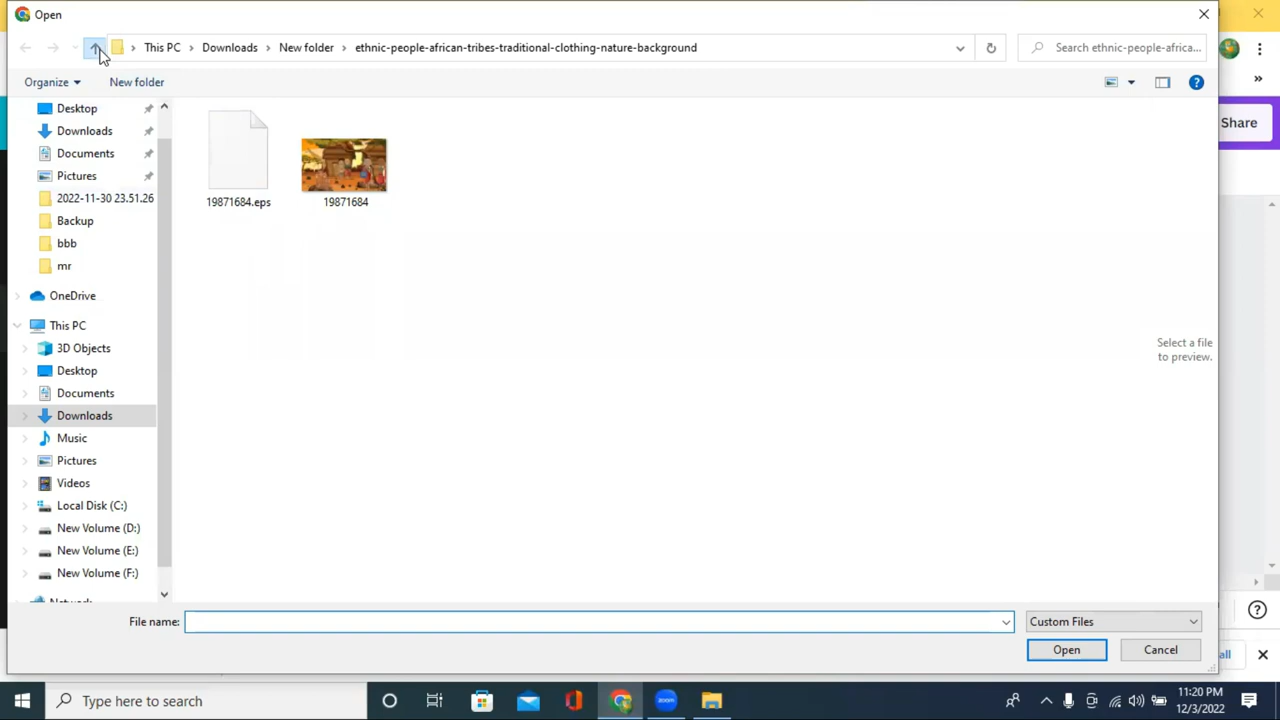 Open
This PC
Downloads
New folder
ethnic-people-african-tribes-traditional-clothing-nature-background
Search ethnic-people-africa...
Organize
New folder
Desktop
Downloads
Documents
Pictures
2022-11-30 23.51.26
Backup
bbb
mr
OneDrive
This PC
3D Objects
Desktop
Documents
Downloads
Music
Pictures
Videos
Local Disk (C:)
New Volume (D:)
New Volume (E:)
New Volume (F:)
19871684.eps
19871684
Select a file
to preview.
Share
File name:
Custom Files
Open
Cancel
all
Type here to search
11:20 PM
12/3/2022